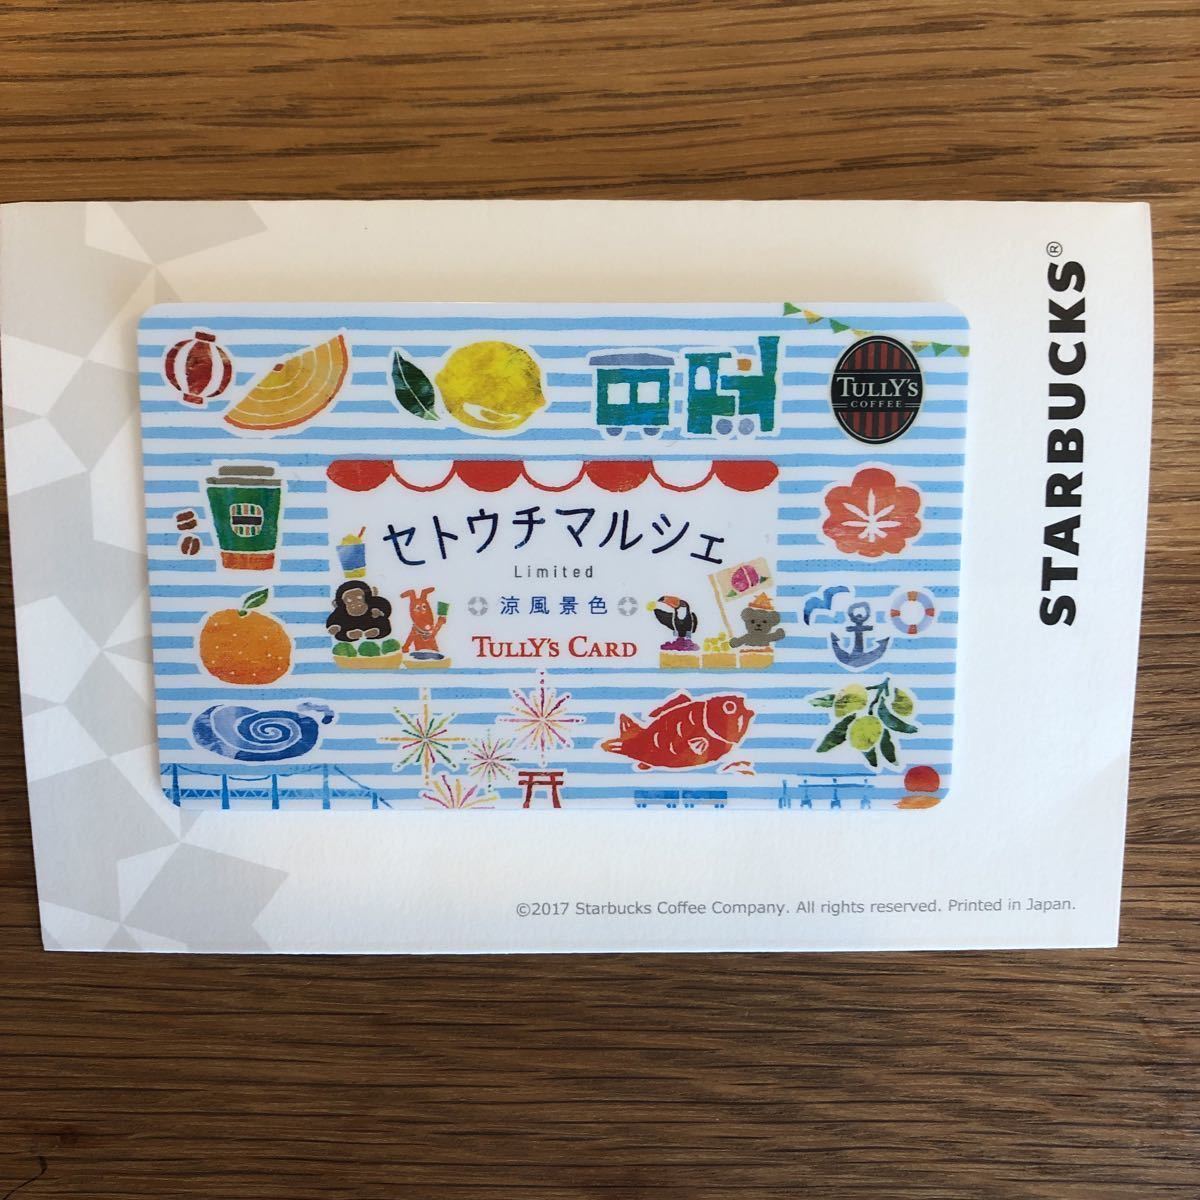 STARBUCKS®
TULLY'S
COFFEE
セトウチマルシェ
Limited
涼風景色
TULLY'S CARD
©2017 Starbucks Coffee Company. All rights reserved. Printed in Japan.